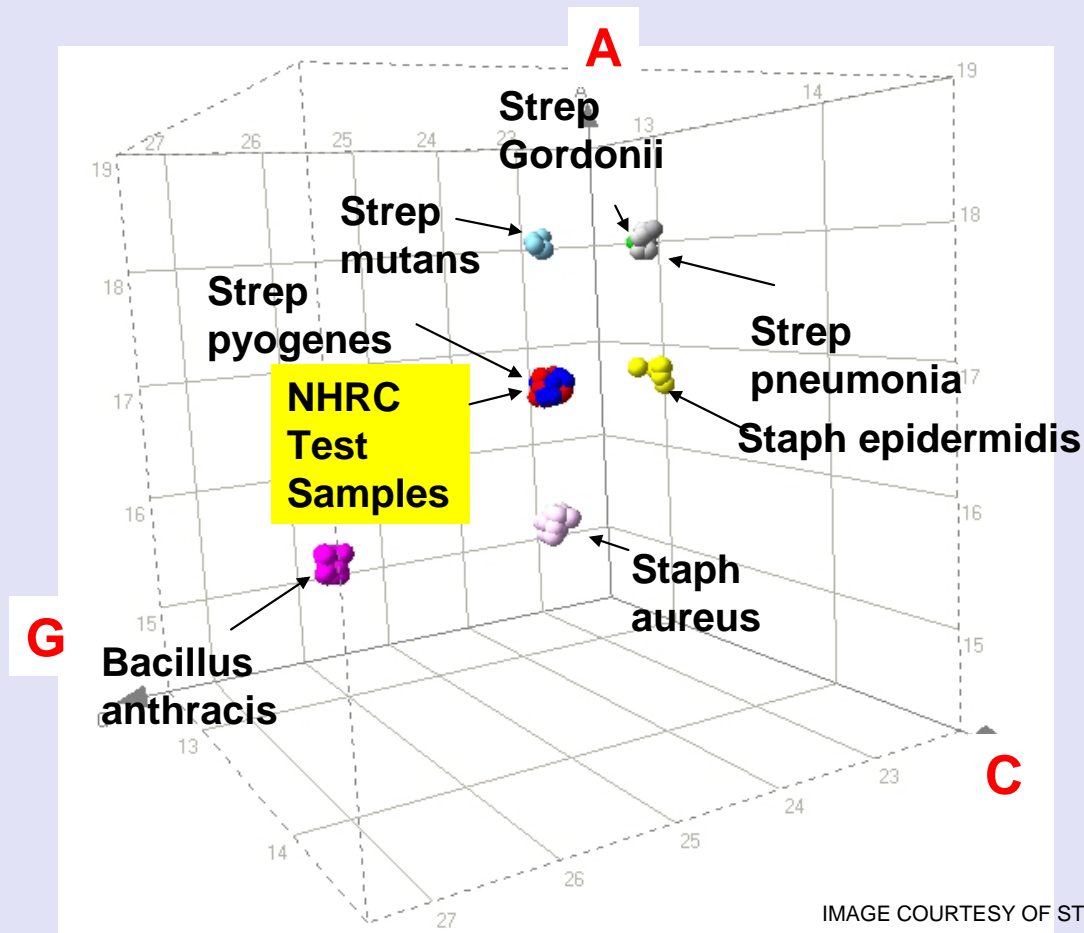 A
Strep
Gordonii
Strep
mutans
Strep
pyogenes
NHRC
Test
Samples
Strep
pneumonia
Staph epidermidis
Staph
aureus
Bacillus
anthracis
G
C
19
27
26
25
24
23
13
14
19
18
17
16
15
18
17
16
15
13
14
27
26
25
24
23
IMAGE COURTESY OF ST